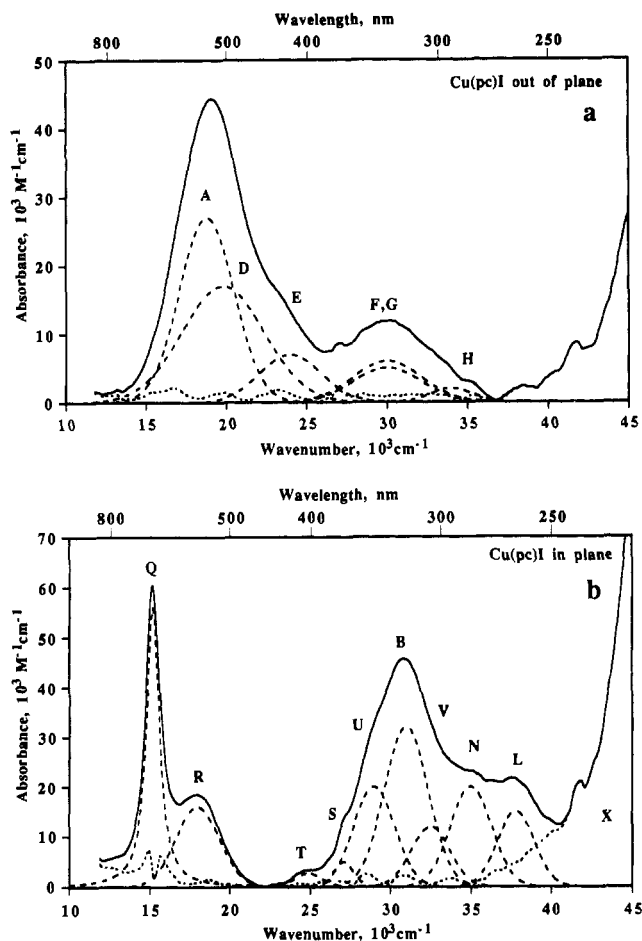 Wavelength, nm
800 500 400 300 250
50
Cu(pc)I out of plane
a
40
30
20
10
0
Absorbance, 10³ M⁻¹cm⁻¹
A
D
E
F,G
H
10 15 20 25 30 35 40 45
Wavenumber, 10³cm⁻¹
Wavelength, nm
800 500 400 300 250
70
Cu(pc)I in plane
b
60
50
40
30
20
10
0
Absorbance, 10³ M⁻¹cm⁻¹
Q
R
T
S
U
B
V
N
L
X
10 15 20 25 30 35 40 45
Wavenumber, 10³cm⁻¹